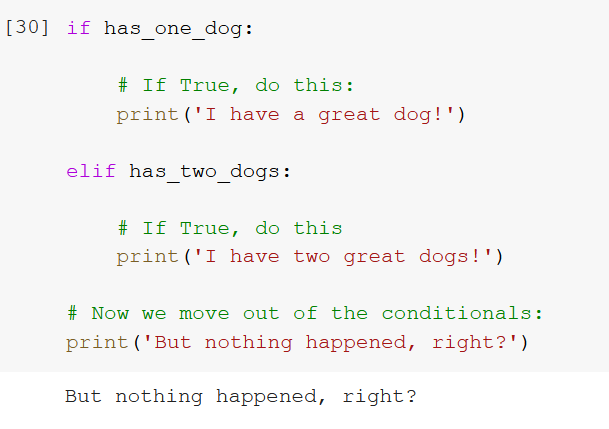 [30] if has_one_dog:
# If True, do this:
print('I have a great dog!')
elif has_two_dogs:
# If True, do this
print('I have two great dogs!')
# Now we move out of the conditionals:
print('But nothing happened, right?')
But nothing happened, right?